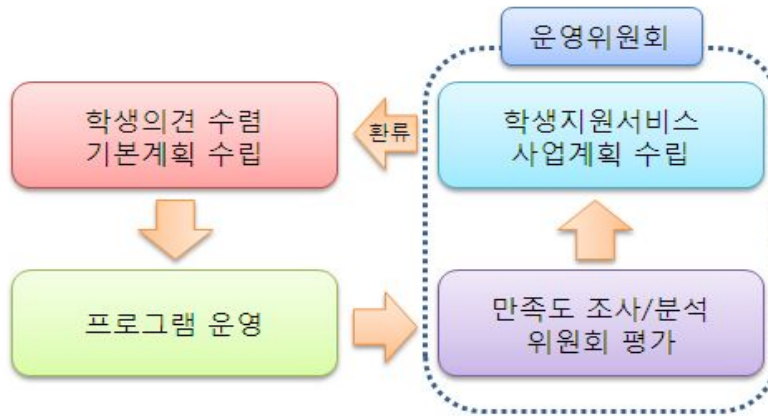 운영위원회
학생의견 수렴
기본계획 수립
환류
학생지원서비스
사업계획 수립
프로그램 운영
만족도 조사/분석
위원회 평가